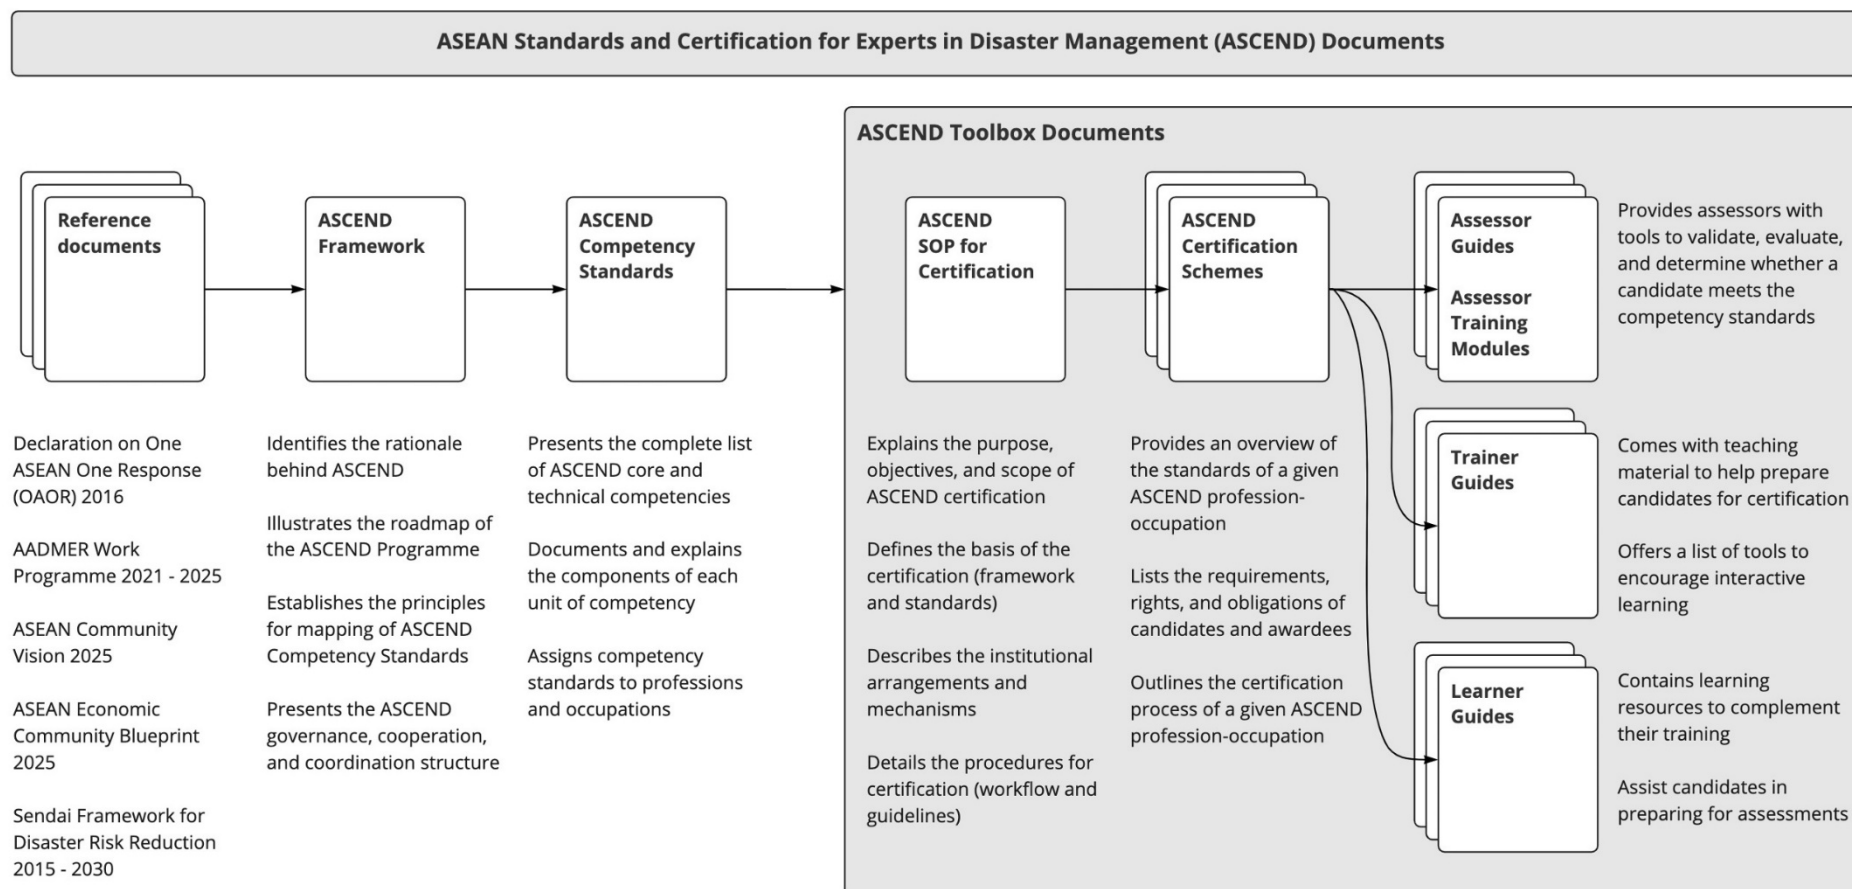 ASEAN Standards and Certification for Experts in Disaster Management (ASCEND) Documents
ASCEND Toolbox Documents
Reference
documents
ASCEND
Framework
ASCEND
Competency
Standards
ASCEND
SOP for
Certification
ASCEND
Certification
Schemes
Assessor
Guides
Assessor
Training
Modules
Provides assessors with
tools to validate, evaluate,
and determine whether a
candidate meets the
competency standards
Declaration on One
ASEAN One Response
(OAOR) 2016
AADMER Work
Programme 2021 - 2025
ASEAN Community
Vision 2025
ASEAN Economic
Community Blueprint
2025
Sendai Framework for
Disaster Risk Reduction
2015 - 2030
Identifies the rationale
behind ASCEND
Illustrates the roadmap of
the ASCEND Programme
Establishes the principles
for mapping of ASCEND
Competency Standards
Presents the ASCEND
governance, cooperation,
and coordination structure
Presents the complete list
of ASCEND core and
technical competencies
Documents and explains
the components of each
unit of competency
Assigns competency
standards to professions
and occupations
Explains the purpose,
objectives, and scope of
ASCEND certification
Defines the basis of the
certification (framework
and standards)
Describes the institutional
arrangements and
mechanisms
Details the procedures for
certification (workflow and
guidelines)
Provides an overview of
the standards of a given
ASCEND profession-
occupation
Lists the requirements,
rights, and obligations of
candidates and awardees
Outlines the certification
process of a given ASCEND
profession-occupation
Trainer
Guides
Comes with teaching
material to help prepare
candidates for certification
Offers a list of tools to
encourage interactive
learning
Learner
Guides
Contains learning
resources to complement
their training
Assist candidates in
preparing for assessments